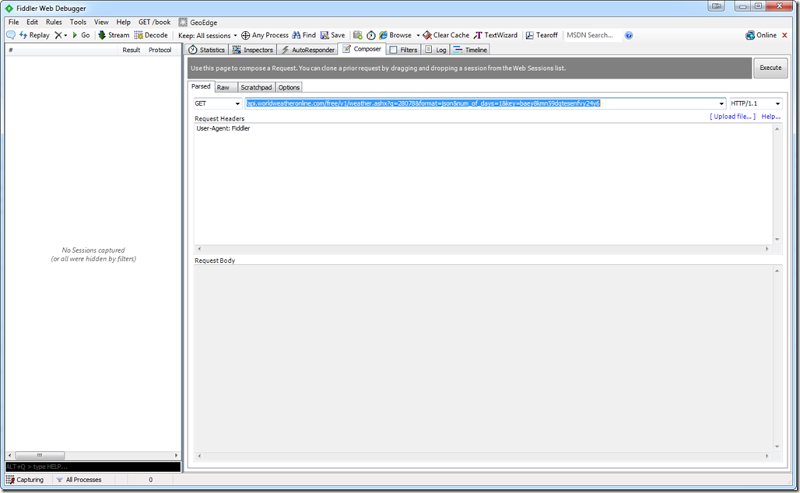 Fiddler Web Debugger
File Edit Rules Tools View Help GET /book GeoEdge
Replay Go Stream Decode Keep: All sessions Any Process Find Save Browse Clear Cache TextWizard Tearoff MSDN Search... Online
# Result Protocol
Statistics Inspectors AutoResponder Composer Filters Log Timeline
Use this page to compose a Request. You can clone a prior request by dragging and dropping a session from the Web Sessions list.
Execute
Parsed Raw Scratchpad Options
GET api.worldweatheronline.com/free/v1/weather.ashx?q=28078&format=json&num_of_days=1&key= HTTP/1.1
Request Headers [ Upload file... ] Help...
User-Agent: Fiddler
No Sessions captured
(or all were hidden by filters)
Request Body
ALT+Q > type HELP...
Capturing All Processes 0